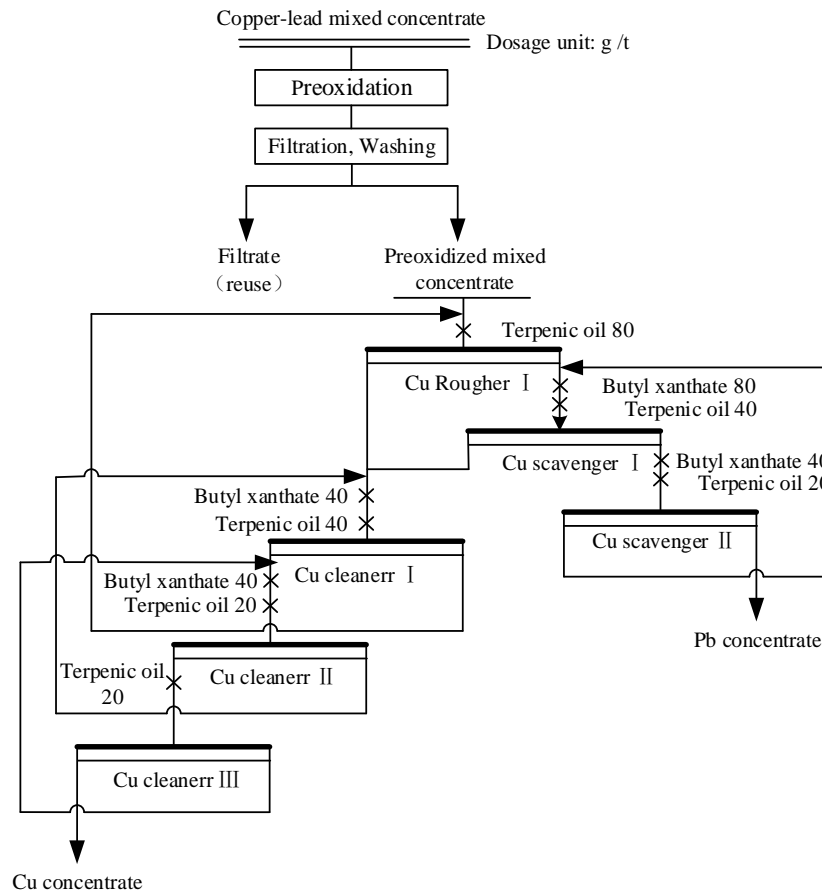 Copper-lead mixed concentrate
Dosage unit: g /t
Preoxidation
Filtration, Washing
Filtrate
（reuse）
Preoxidized mixed
concentrate
Terpenic oil 80
Cu Rougher Ⅰ
Butyl xanthate 80
Terpenic oil 40
Cu scavenger Ⅰ
Butyl xanthate 40
Terpenic oil 20
Butyl xanthate 40
Terpenic oil 40
Cu scavenger Ⅱ
Cu cleanerr Ⅰ
Butyl xanthate 40
Terpenic oil 20
Pb concentrate
Terpenic oil
20
Cu cleanerr Ⅱ
Cu cleanerr Ⅲ
Cu concentrate